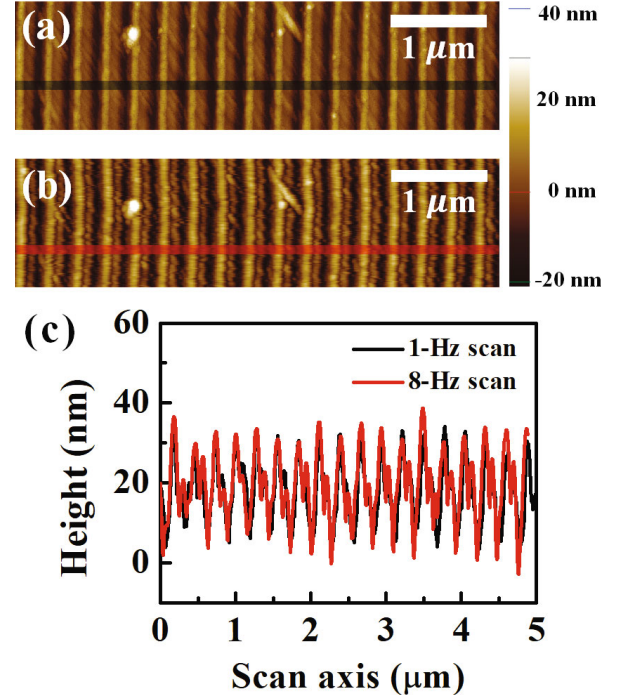 (a)
1 μm
40 nm
20 nm
0 nm
-20 nm
(b)
1 μm
(c)
60
40
20
0
Height (nm)
1-Hz scan
8-Hz scan
0 1 2 3 4 5
Scan axis (μm)